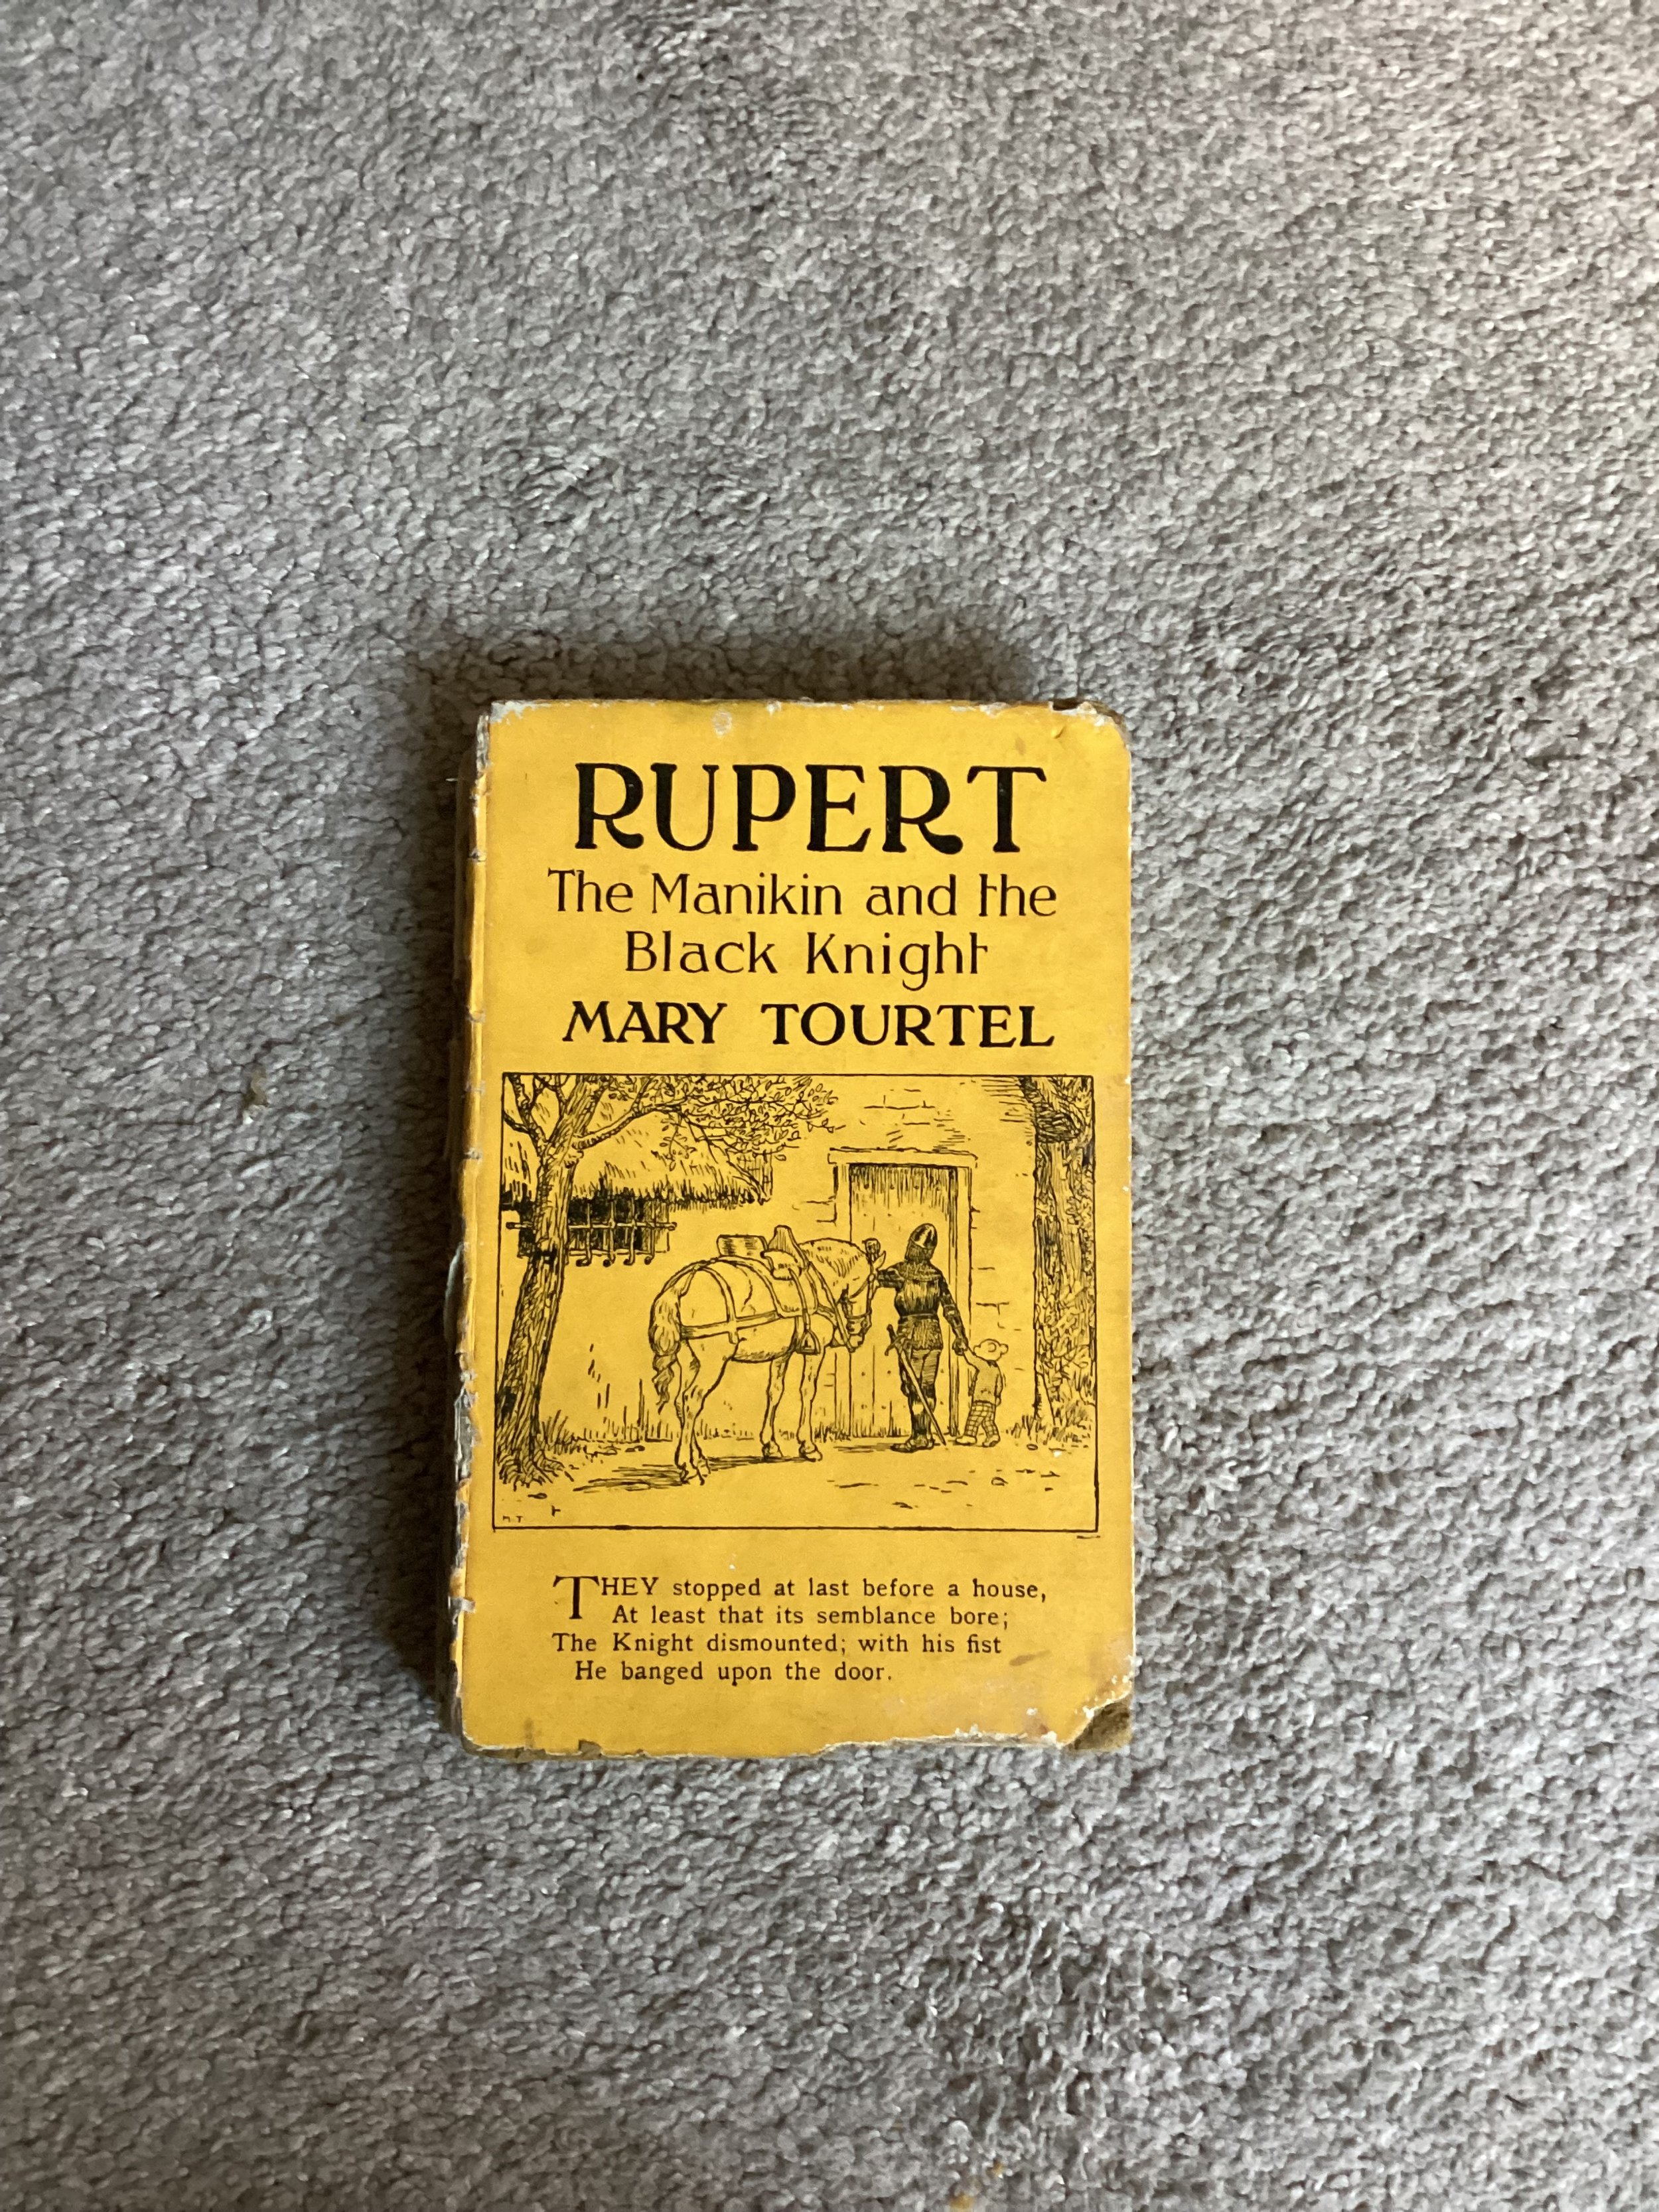 RUPERT
The Manikin and the
Black Knight
MARY TOURTEL
M.T
THEY stopped at last before a house,
At least that its semblance bore;
The Knight dismounted; with his fist
He banged upon the door.